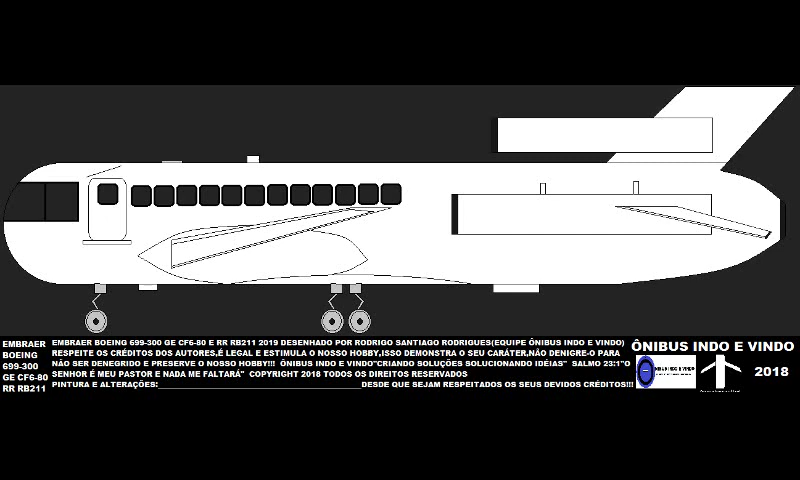 EMBRAER
BOEING
699-300
GE CF6-80
RR RB211
EMBRAER BOEING 699-300 GE CF6-80 E RR RB211 2019 DESENHADO POR RODRIGO SANTIAGO RODRIGUES(EQUIPE ÔNIBUS INDO E VINDO)
RESPEITE OS CRÉDITOS DOS AUTORES,É LEGAL E ESTIMULA O NOSSO HOBBY,ISSO DEMONSTRA O SEU CARÁTER,NÃO DENIGRE-O PARA
NÃO SER DENEGRIDO E PRESERVE O NOSSO HOBBY!!! ÔNIBUS INDO E VINDO"CRIANDO SOLUÇÕES SOLUCIONANDO IDÉIAS" SALMO 23:1"O
SENHOR É MEU PASTOR E NADA ME FALTARÁ" COPYRIGHT 2018 TODOS OS DIREITOS RESERVADOS
PINTURA E ALTERAÇÕES:________________________________DESDE QUE SEJAM RESPEITADOS OS SEUS DEVIDOS CRÉDITOS!!!
ÔNIBUS INDO E VINDO
ÔNIBUS INDO E VINDO
2018